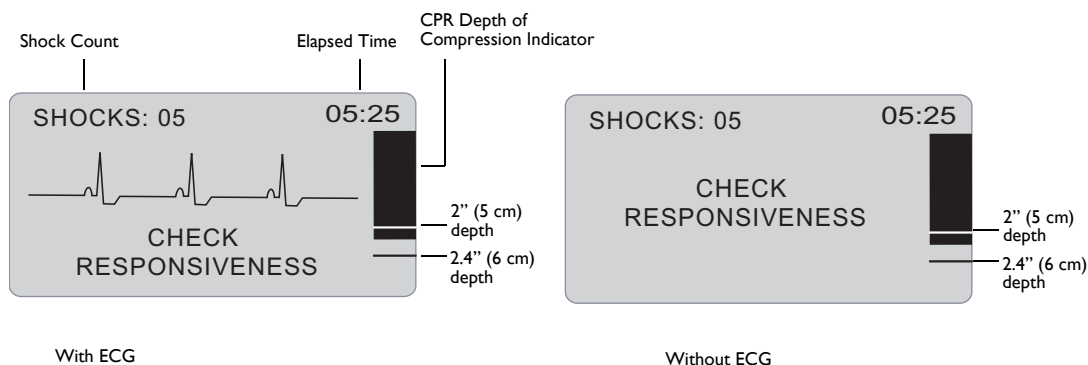 Shock Count
Elapsed Time
CPR Depth of
Compression Indicator
SHOCKS: 05
05:25
CHECK
RESPONSIVENESS
2” (5 cm)
depth
2.4” (6 cm)
depth
With ECG
SHOCKS: 05
05:25
CHECK
RESPONSIVENESS
2” (5 cm)
depth
2.4” (6 cm)
depth
Without ECG